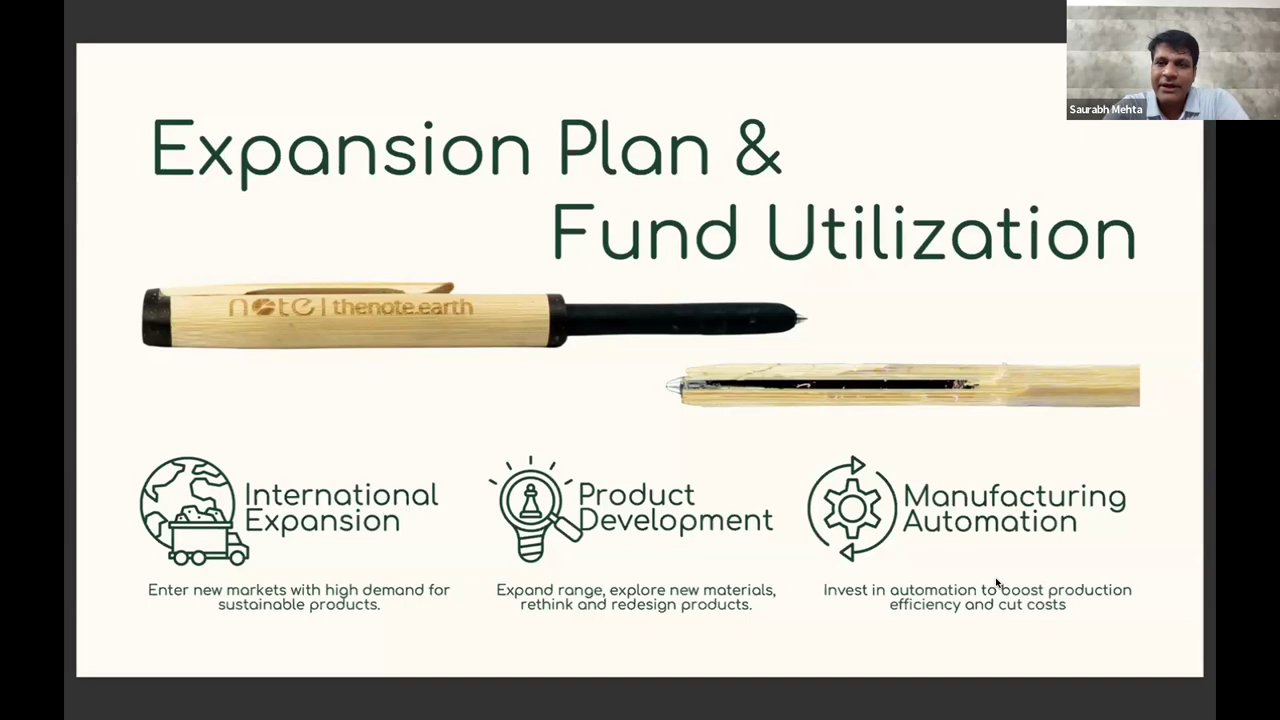 Saurabh Mehta
Expansion Plan &
Fund Utilization
note | thenote.earth
International
Expansion
Enter new markets with high demand for
sustainable products.
Product
Development
Expand range, explore new materials,
rethink and redesign products.
Manufacturing
Automation
Invest in automation to boost production
efficiency and cut costs